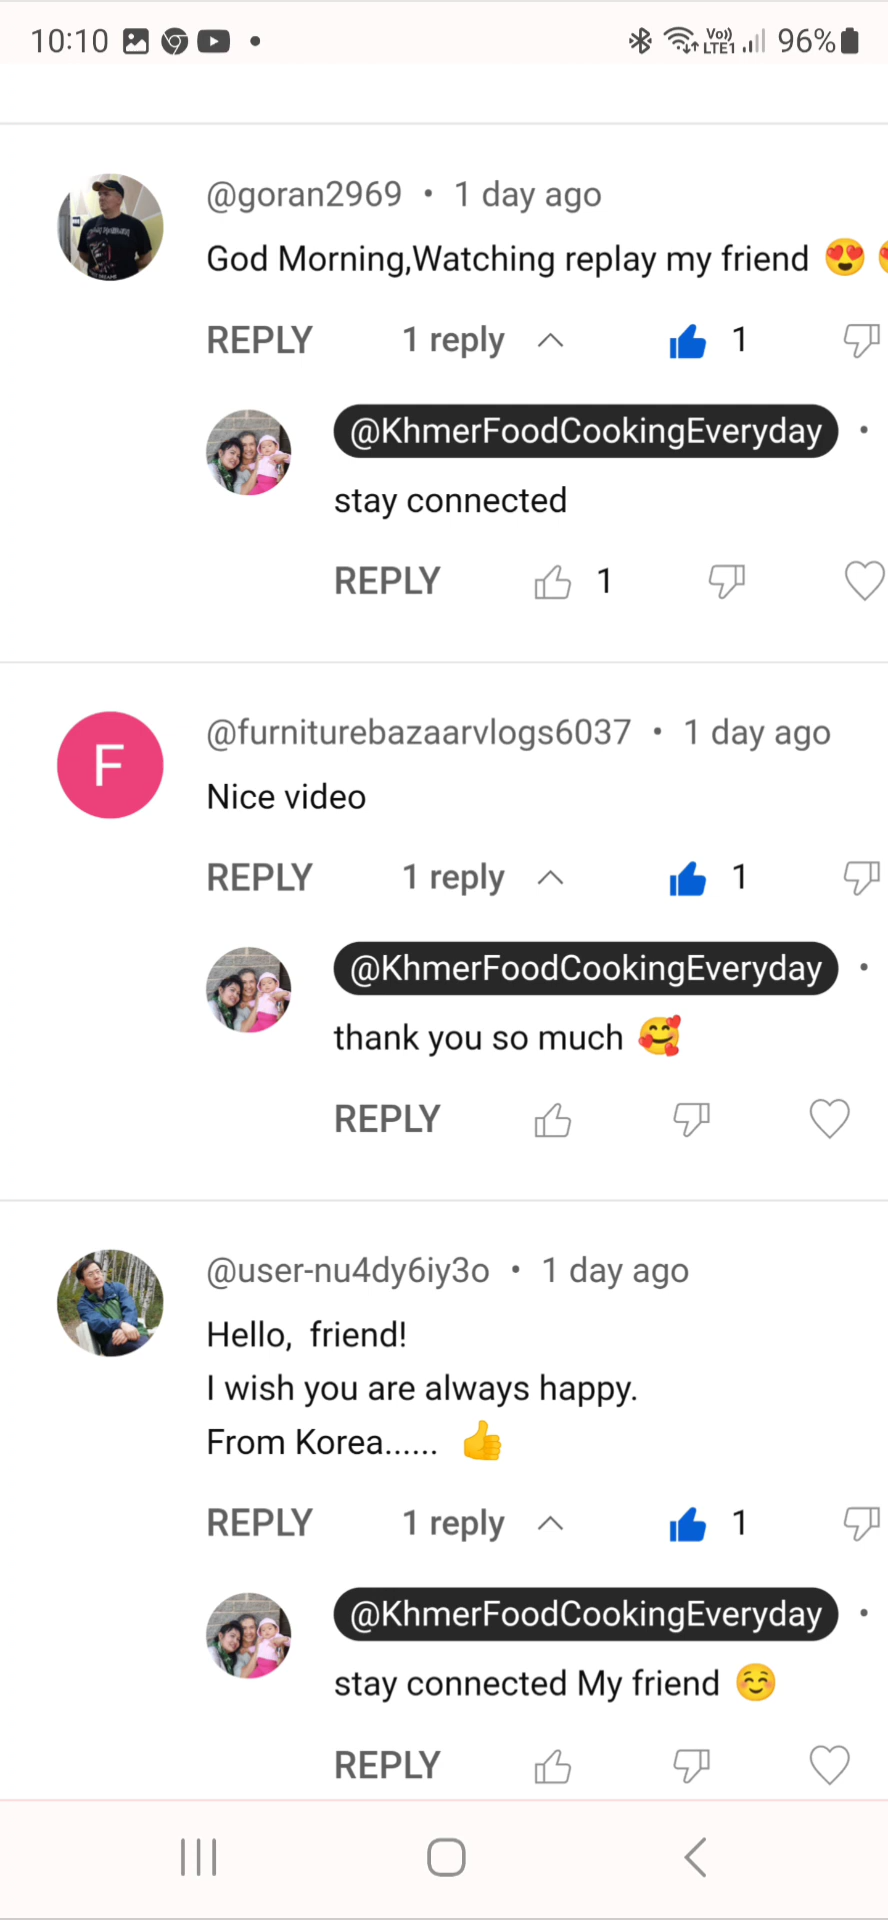 10:10 Vo)) LTE1 96%
@goran2969 • 1 day ago
God Morning,Watching replay my friend 😍
REPLY 1 reply 1
@KhmerFoodCookingEveryday •
stay connected
REPLY 1
F
@furniturebazaarvlogs6037 • 1 day ago
Nice video
REPLY 1 reply 1
@KhmerFoodCookingEveryday •
thank you so much 🥰
REPLY
@user-nu4dy6iy3o • 1 day ago
Hello, friend!
I wish you are always happy.
From Korea...... 👍
REPLY 1 reply 1
@KhmerFoodCookingEveryday •
stay connected My friend ☺️
REPLY